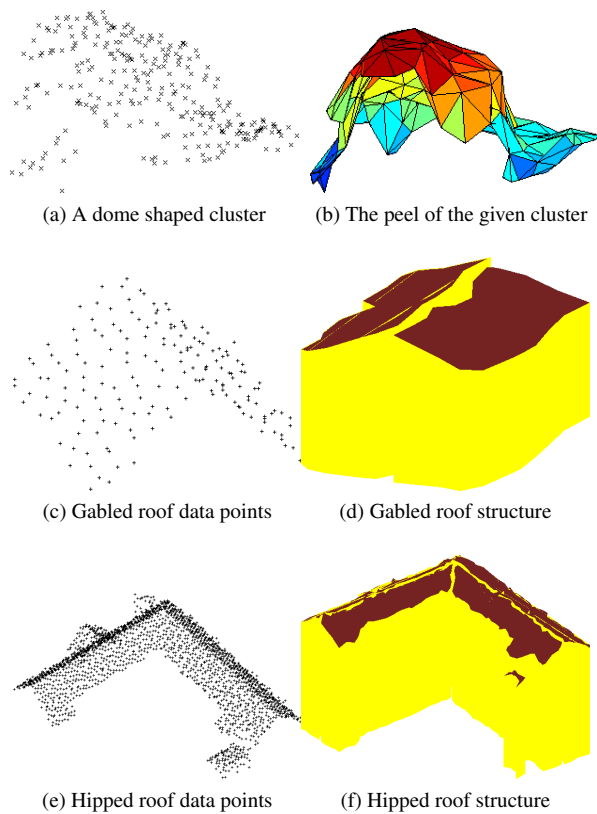 (a) A dome shaped cluster
(b) The peel of the given cluster
(c) Gabled roof data points
(d) Gabled roof structure
(e) Hipped roof data points
(f) Hipped roof structure